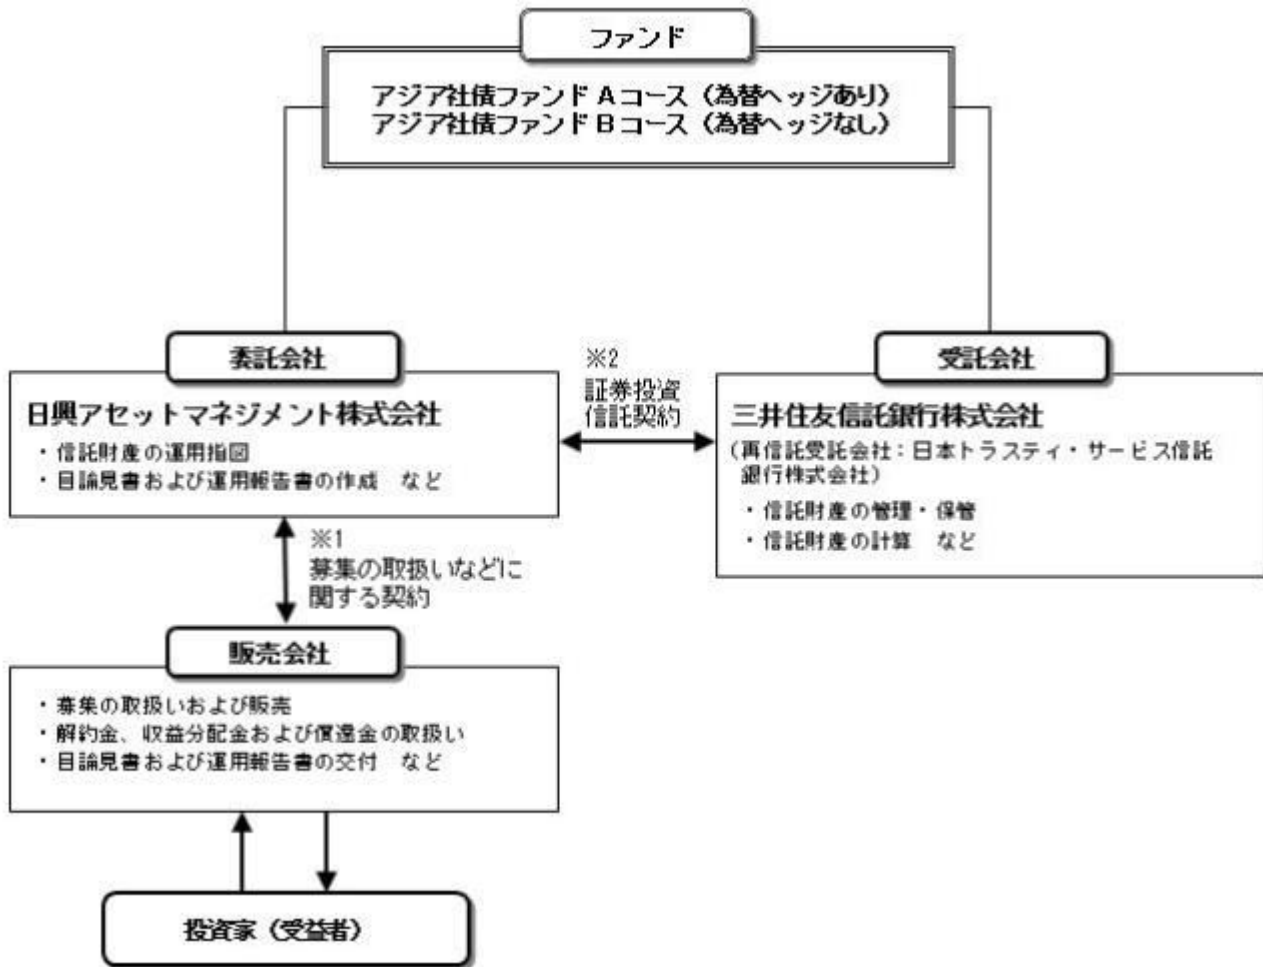 ファンド
アジア社債ファンド Aコース（為替ヘッジあり）
アジア社債ファンド Bコース（為替ヘッジなし）
委託会社
日興アセットマネジメント株式会社
・信託財産の運用指図
・目論見書および運用報告書の作成　など
※2
証券投資
信託契約
受託会社
三井住友信託銀行株式会社
（再信託受託会社：日本トラスティ・サービス信託
銀行株式会社）
・信託財産の管理・保管
・信託財産の計算　など
※1
募集の取扱いなどに
関する契約
販売会社
・募集の取扱いおよび販売
・解約金、収益分配金および償還金の取扱い
・目論見書および運用報告書の交付　など
投資家（受益者）